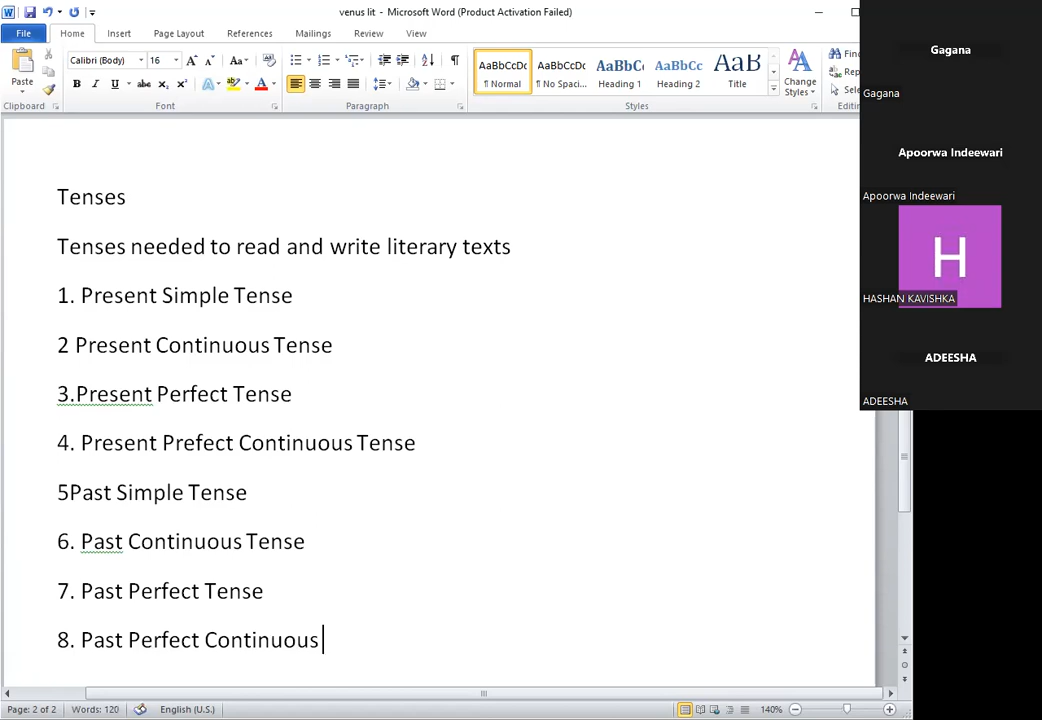 venus lit - Microsoft Word (Product Activation Failed)
File Home Insert Page Layout References Mailings Review View
Paste
Calibri (Body) 16
AaBbCcDc AaBbCcDc AaBbC AaBbCc AaB
¶ Normal ¶ No Spaci... Heading 1 Heading 2 Title
Change Styles
Find
Clipboard Font Paragraph Styles
Tenses
Tenses needed to read and write literary texts
1. Present Simple Tense
2 Present Continuous Tense
3.Present Perfect Tense
4. Present Prefect Continuous Tense
5Past Simple Tense
6. Past Continuous Tense
7. Past Perfect Tense
8. Past Perfect Continuous
Page: 2 of 2 Words: 120 English (U.S.) 140%
Gagana
Gagana
Apoorwa Indeewari
Apoorwa Indeewari
H
HASHAN KAVISHKA
ADEESHA
ADEESHA